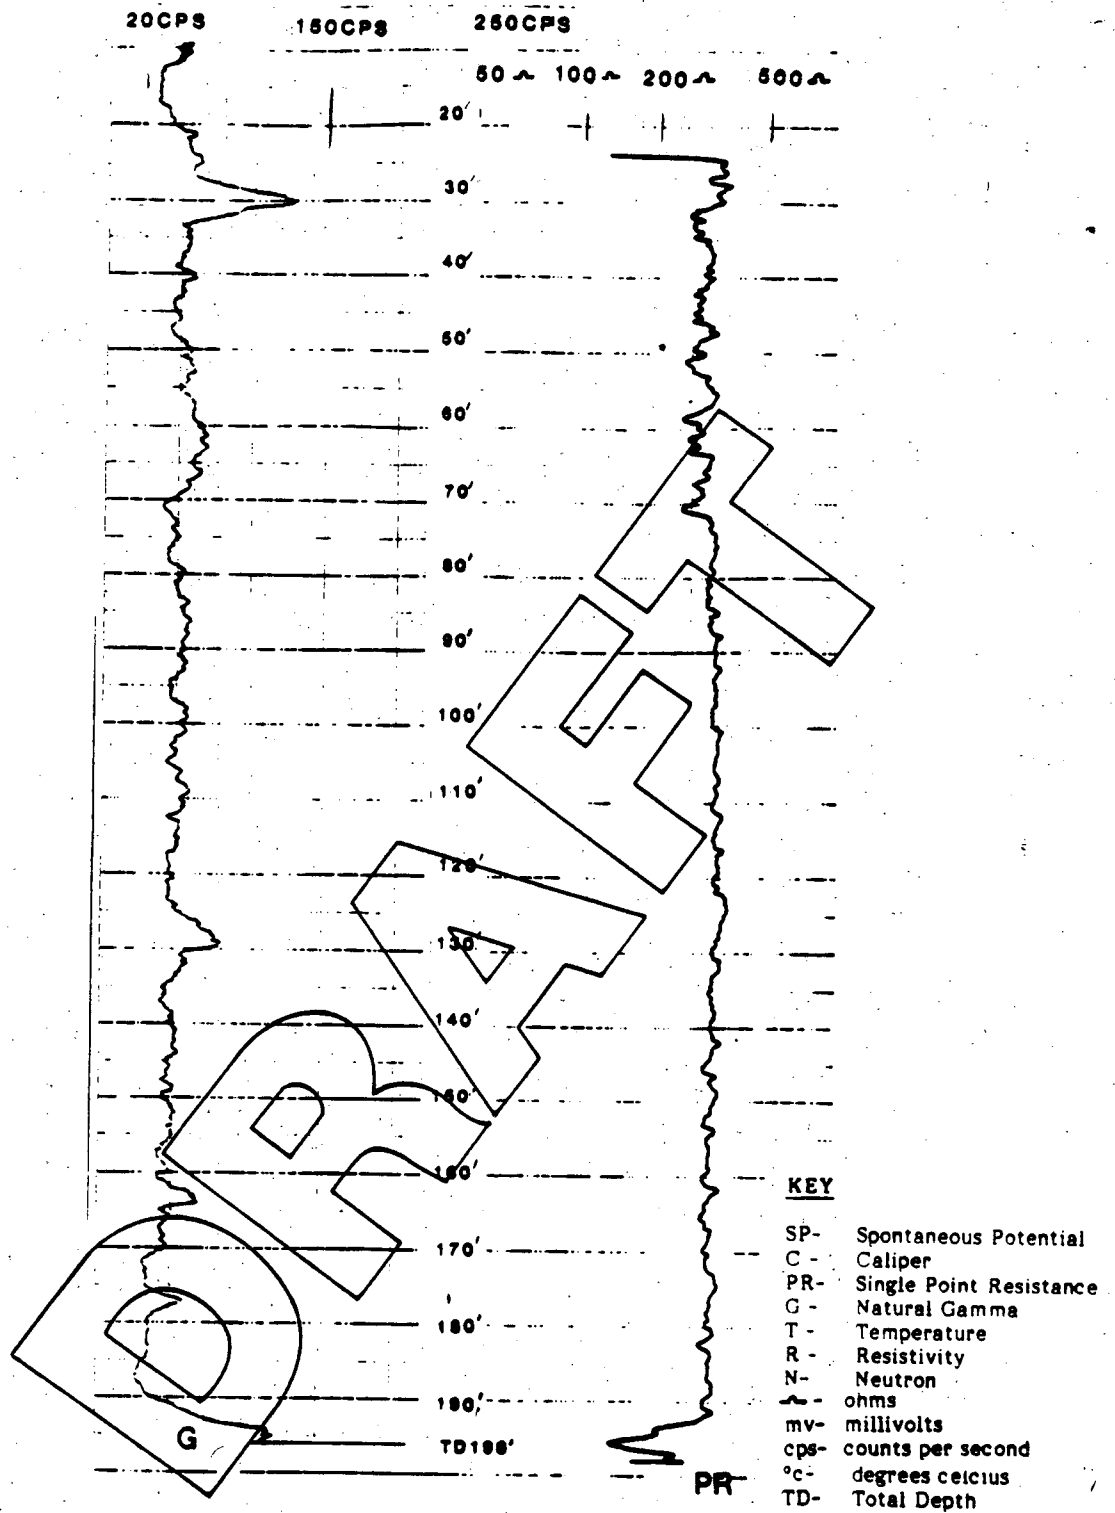 20CPS 150CPS 250CPS
50 ᨓ 100 ᨓ 200 ᨓ 500 ᨓ
20'
30'
40'
50'
60'
70'
80'
90'
100'
110'
120'
130'
140'
150'
160'
170'
180'
190'
TD196'
G
PR
DRAFT
KEY
SP- Spontaneous Potential
C - Caliper
PR- Single Point Resistance
G - Natural Gamma
T - Temperature
R - Resistivity
N- Neutron
ᨓ - ohms
mv- millivolts
cps- counts per second
°c- degrees celcius
TD- Total Depth